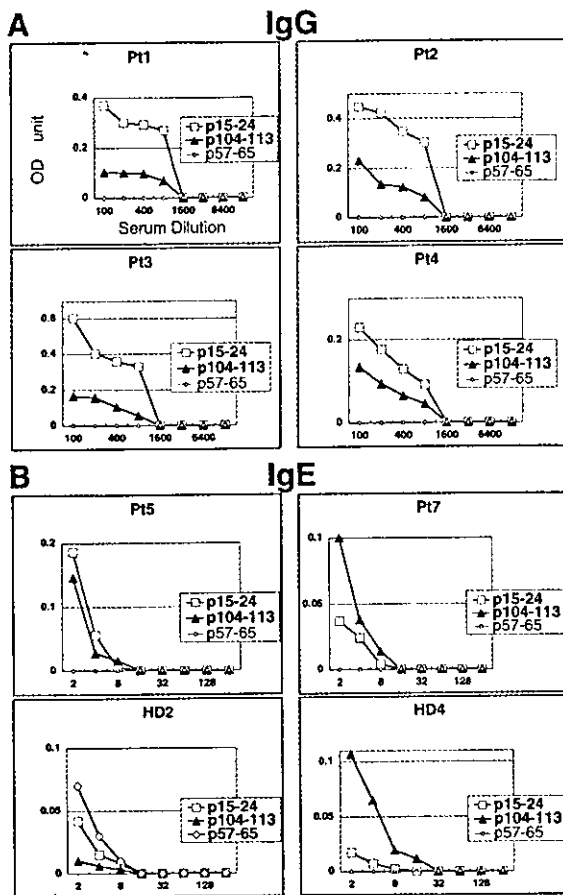 A IgG
Pt1
0.4
0.2
0
OD unit
p15-24
p104-113
p57-65
100 400 1600 6400
Serum Dilution
Pt2
0.4
0.2
0
p15-24
p104-113
p57-65
100 400 1600 6400
Pt3
0.6
0.4
0.2
0
p15-24
p104-113
p57-65
100 400 1600 6400
Pt4
0.2
0
p15-24
p104-113
p57-65
100 400 1600 6400
B IgE
Pt5
0.2
0.1
0
p15-24
p104-113
p57-65
2 8 32 128
Pt7
0.1
0.05
0
p15-24
p104-113
p57-65
2 8 32 128
HD2
0.1
0.05
0
p15-24
p104-113
p57-65
2 8 32 128
HD4
0.1
0.05
0
p15-24
p104-113
p57-65
2 8 32 128